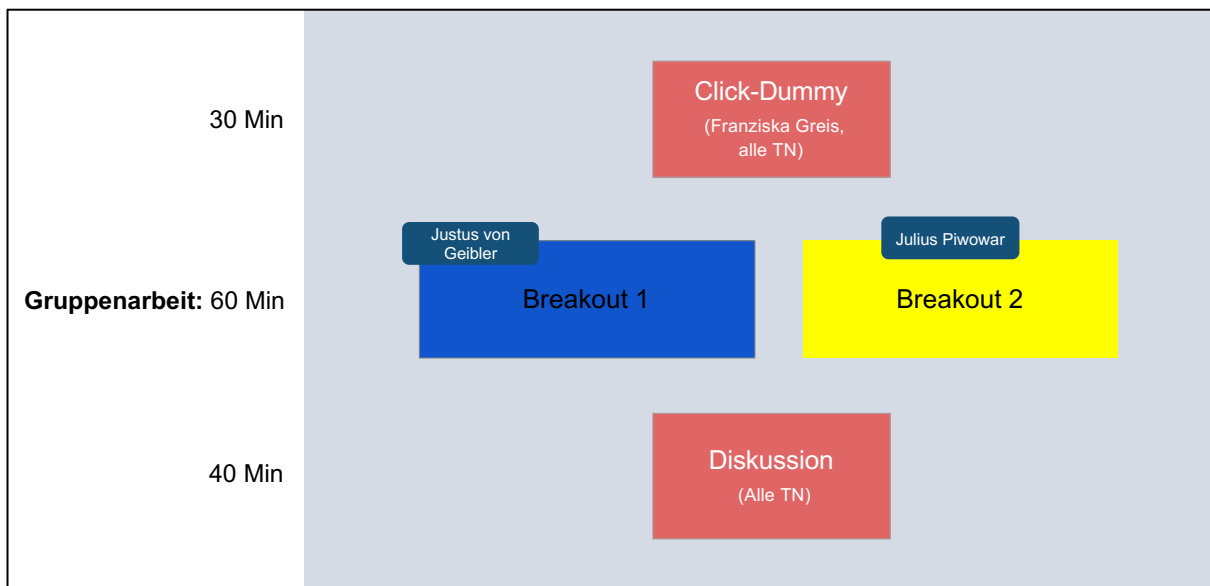 30 Min
Click-Dummy
(Franziska Greis,
alle TN)
Gruppenarbeit: 60 Min
Justus von
Geibler
Breakout 1
Julius Piwowar
Breakout 2
40 Min
Diskussion
(Alle TN)